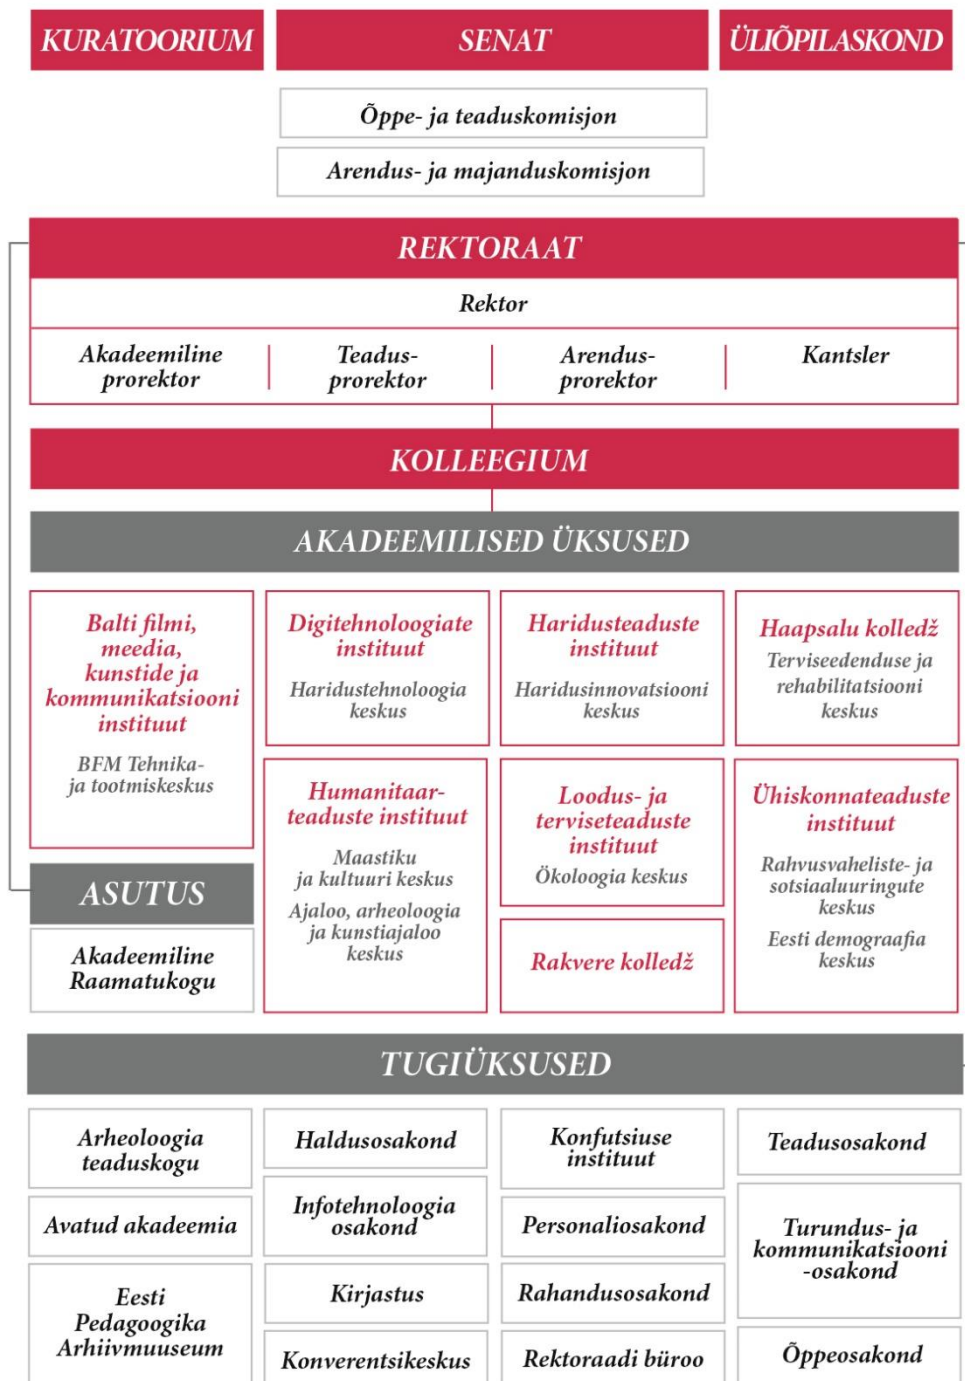 KURATOORIUM
SENAT
ÜLIÕPILASKOND
Õppe- ja teaduskomisjon
Arendus- ja majanduskomisjon
REKTORAAT
Rektor
Akadeemiline
prorektor
Teadus-
prorektor
Arendus-
prorektor
Kantsler
KOLLEEGIUM
AKADEEMILISED ÜKSUSED
Balti filmi,
meedia,
kunstide ja
kommunikatsiooni
instituut
BFM Tehnika-
ja tootmiskeskus
Digitehnoloogiate
instituut
Haridustehnoloogia
keskus
Haridusteaduste
instituut
Haridusinnovatsiooni
keskus
Haapsalu kolledž
Terviseedenduse ja
rehabilitatsiooni
keskus
Humanitaar-
teaduste instituut
Maastiku
ja kultuuri keskus
Ajaloo, arheoloogia
ja kunstiajaloo
keskus
Loodus- ja
terviseteaduste
instituut
Ökoloogia keskus
Rakvere kolledž
Ühiskonnateaduste
instituut
Rahvusvaheliste- ja
sotsiaaluuringute
keskus
Eesti demograafia
keskus
ASUTUS
Akadeemiline
Raamatukogu
TUGIÜKSUSED
Arheoloogia
teaduskogu
Avatud akadeemia
Eesti
Pedagoogika
Arhiivmuuseum
Haldusosakond
Infotehnoloogia
osakond
Kirjastus
Konverentsikeskus
Konfutsiuse
instituut
Personaliosakond
Rahandusosakond
Rektoraadi büroo
Teadusosakond
Turundus- ja
kommunikatsiooni
-osakond
Õppeosakond